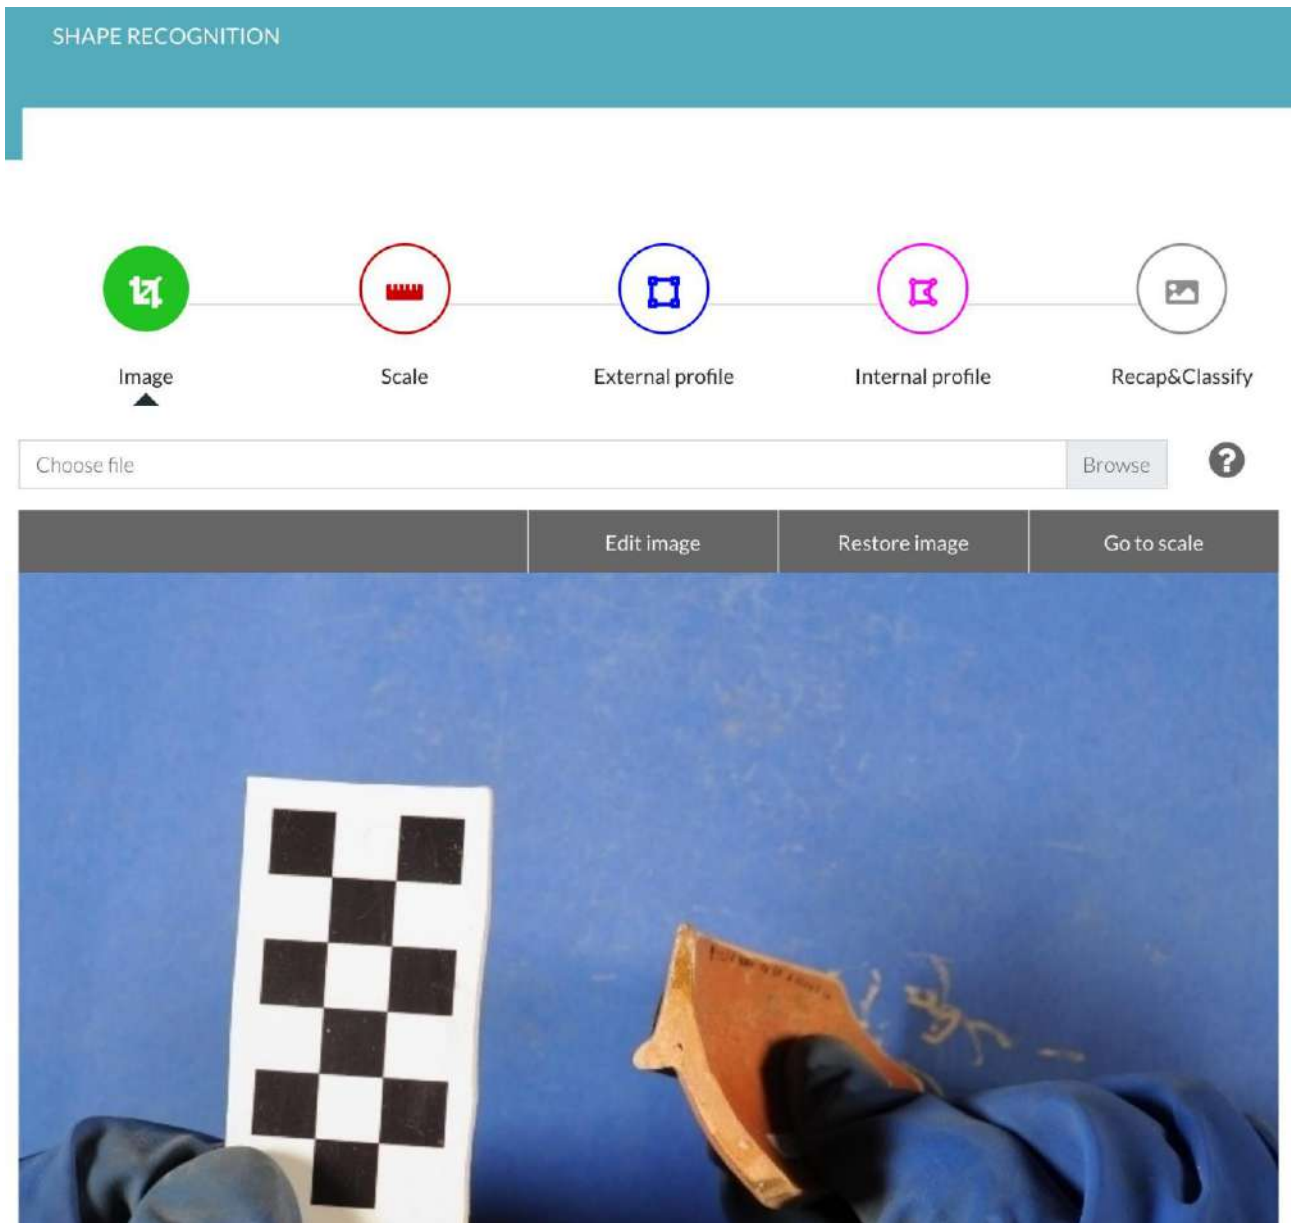 SHAPE RECOGNITION
Image
Scale
External profile
Internal profile
Recap&Classify
Choose file
Browse
?
Edit image
Restore image
Go to scale